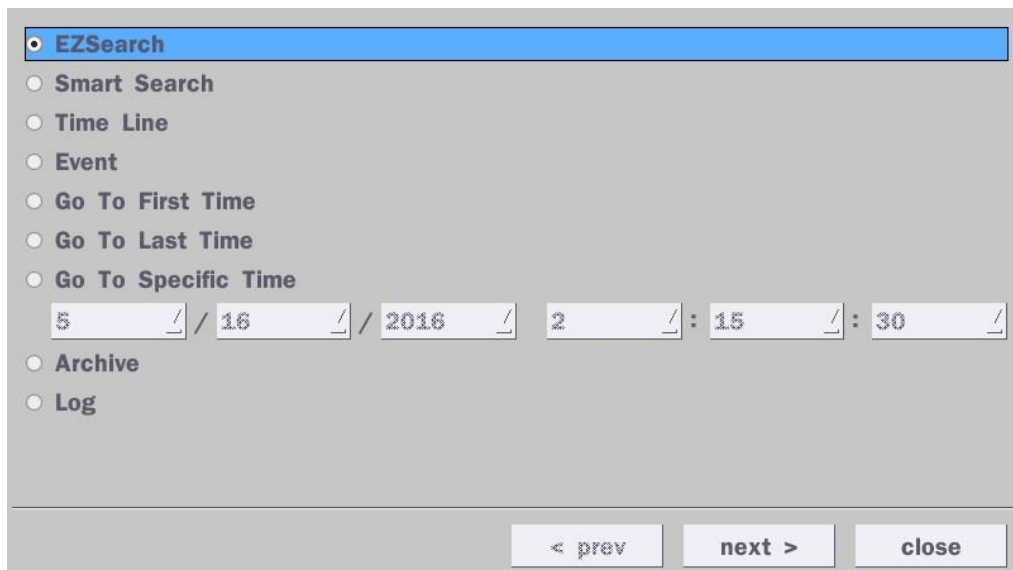 EZSearch
Smart Search
Time Line
Event
Go To First Time
Go To Last Time
Go To Specific Time
5 / 16 / 2016 2 : 15 : 30
Archive
Log
< prev next > close